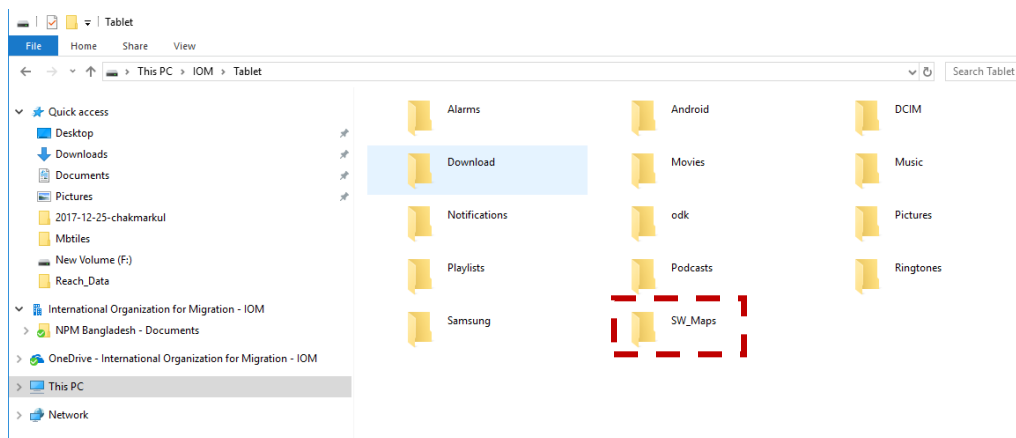 Tablet
File Home Share View
This PC > IOM > Tablet
Search Tablet
Quick access
Desktop
Downloads
Documents
Pictures
2017-12-25-chakmarkul
Mbtiles
New Volume (F:)
Reach_Data
International Organization for Migration - IOM
NPM Bangladesh - Documents
OneDrive - International Organization for Migration - IOM
This PC
Network
Alarms Android DCIM
Download Movies Music
Notifications odk Pictures
Playlists Podcasts Ringtones
Samsung SW_Maps